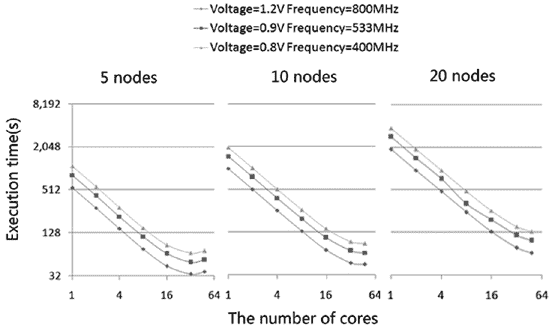 Voltage=1.2V Frequency=800MHz
Voltage=0.9V Frequency=533MHz
Voltage=0.8V Frequency=400MHz
5 nodes 10 nodes 20 nodes
Execution time(s)
8,192
2,048
512
128
32
1 4 16 64 1 4 16 64 1 4 16 64
The number of cores